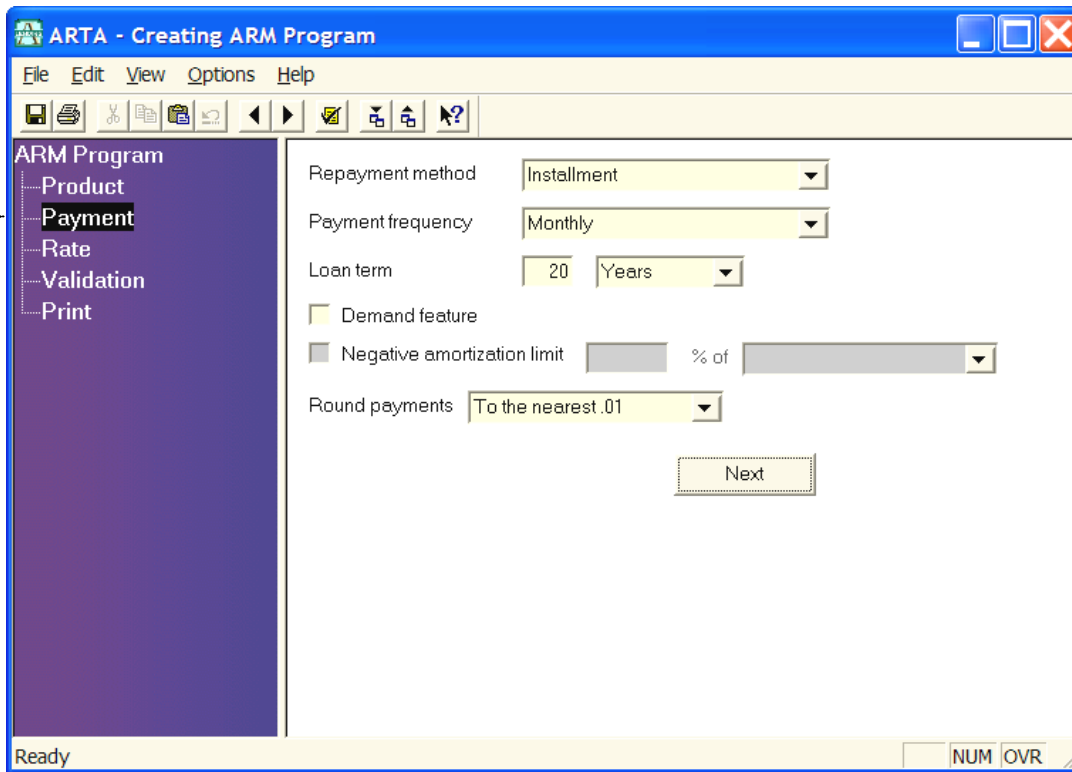 ARTA - Creating ARM Program
File Edit View Options Help
ARM Program
Product
Payment
Rate
Validation
Print
Repayment method Installment
Payment frequency Monthly
Loan term 20 Years
Demand feature
Negative amortization limit % of
Round payments To the nearest .01
Next
Ready NUM OVR